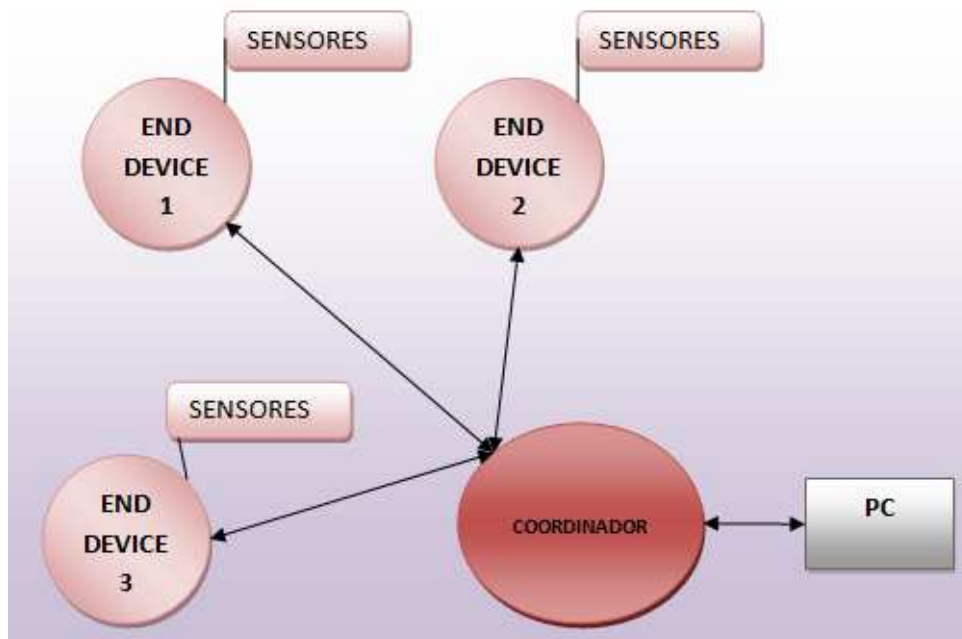 SENSORES
SENSORES
END
DEVICE
1
END
DEVICE
2
SENSORES
END
DEVICE
3
COORDINADOR
PC